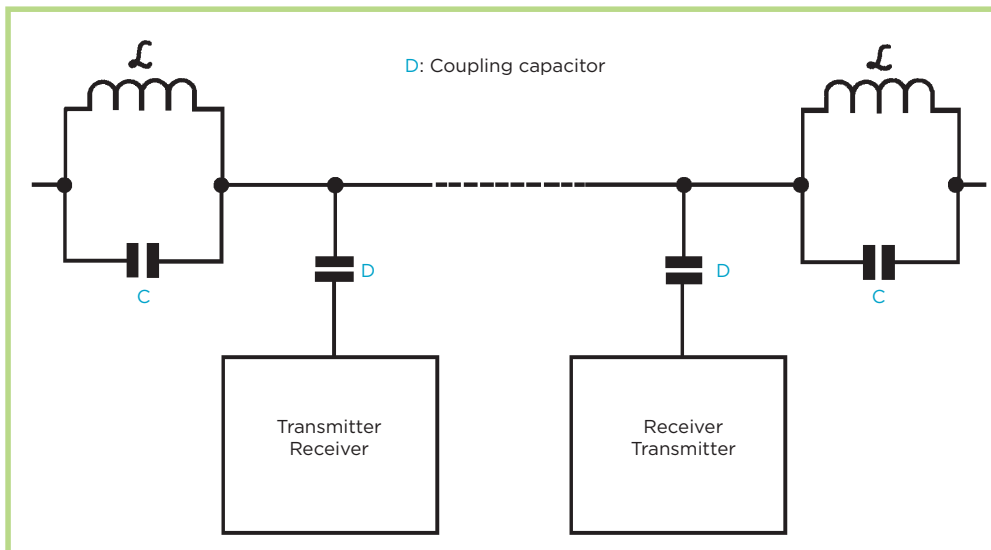 ℒ
ℒ
D: Coupling capacitor
D
D
C
C
Transmitter
Receiver
Receiver
Transmitter